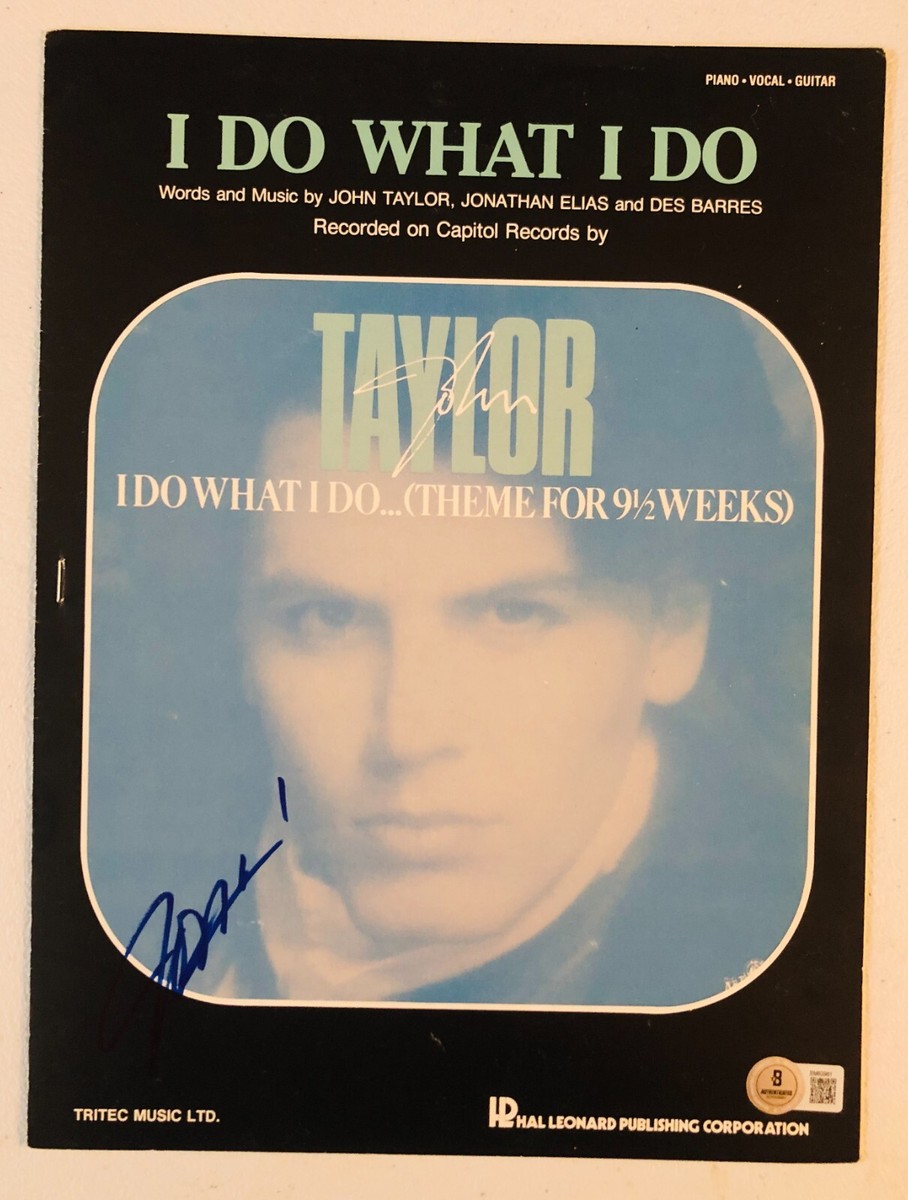 PIANO • VOCAL • GUITAR
I DO WHAT I DO
Words and Music by JOHN TAYLOR, JONATHAN ELIAS and DES BARRES
Recorded on Capitol Records by
TAYLOR
John
I DO WHAT I DO...(THEME FOR 9½ WEEKS)
B
AUTHENTICATED
TRITEC MUSIC LTD.
HAL LEONARD PUBLISHING CORPORATION